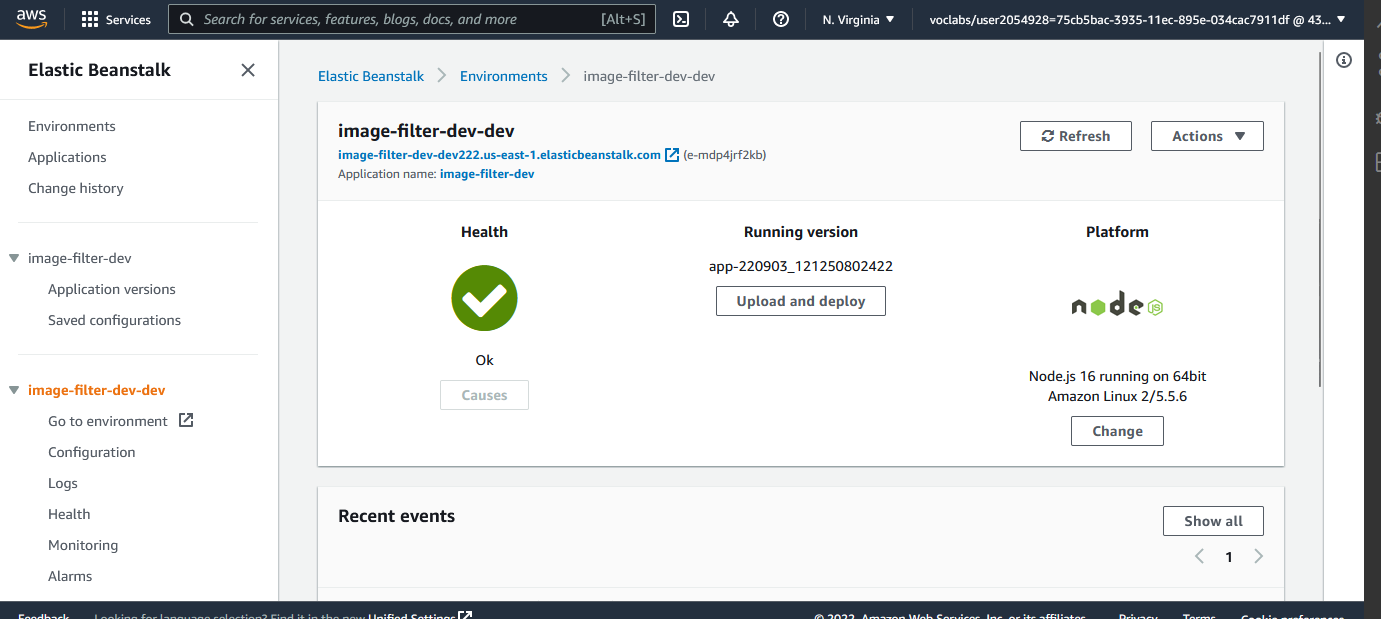 aws
Services
Search for services, features, blogs, docs, and more [Alt+S]
N. Virginia ▼
voclabs/user2054928=75cb5bac-3935-11ec-895e-034cac7911df @ 43... ▼
Elastic Beanstalk
Environments
Applications
Change history
image-filter-dev
Application versions
Saved configurations
image-filter-dev-dev
Go to environment
Configuration
Logs
Health
Monitoring
Alarms
Elastic Beanstalk > Environments > image-filter-dev-dev
image-filter-dev-dev
image-filter-dev-dev222.us-east-1.elasticbeanstalk.com (e-mdp4jrf2kb)
Application name: image-filter-dev
Refresh
Actions ▼
Health
Ok
Causes
Running version
app-220903_121250802422
Upload and deploy
Platform
node JS
Node.js 16 running on 64bit
Amazon Linux 2/5.5.6
Change
Recent events
Show all
1
Feedback
Looking for language selection? Find it in the new Unified Settings
© 2022, Amazon Web Services, Inc. or its affiliates.
Privacy
Terms
Cookie preferences